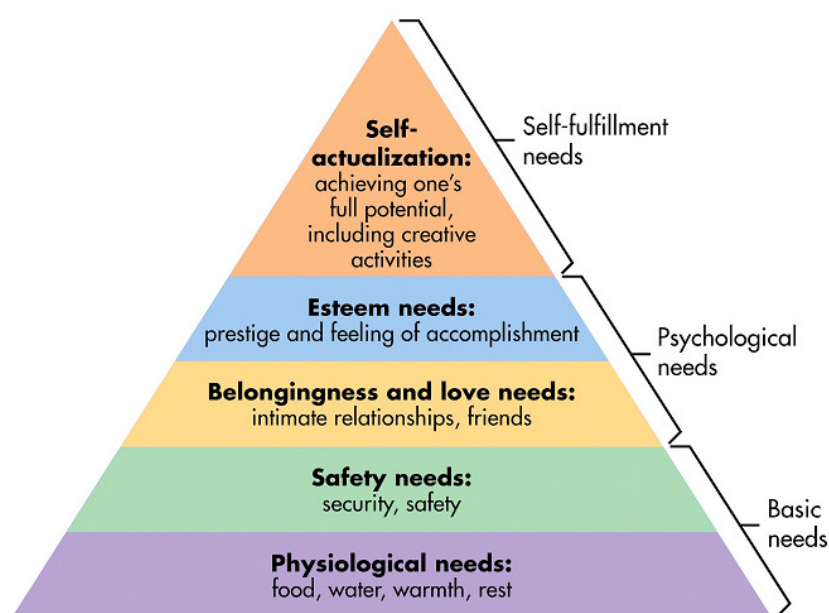 Self-
actualization:
achieving one's
full potential,
including creative
activities
Self-fulfillment
needs
Esteem needs:
prestige and feeling of accomplishment
Psychological
needs
Belongingness and love needs:
intimate relationships, friends
Safety needs:
security, safety
Basic
needs
Physiological needs:
food, water, warmth, rest